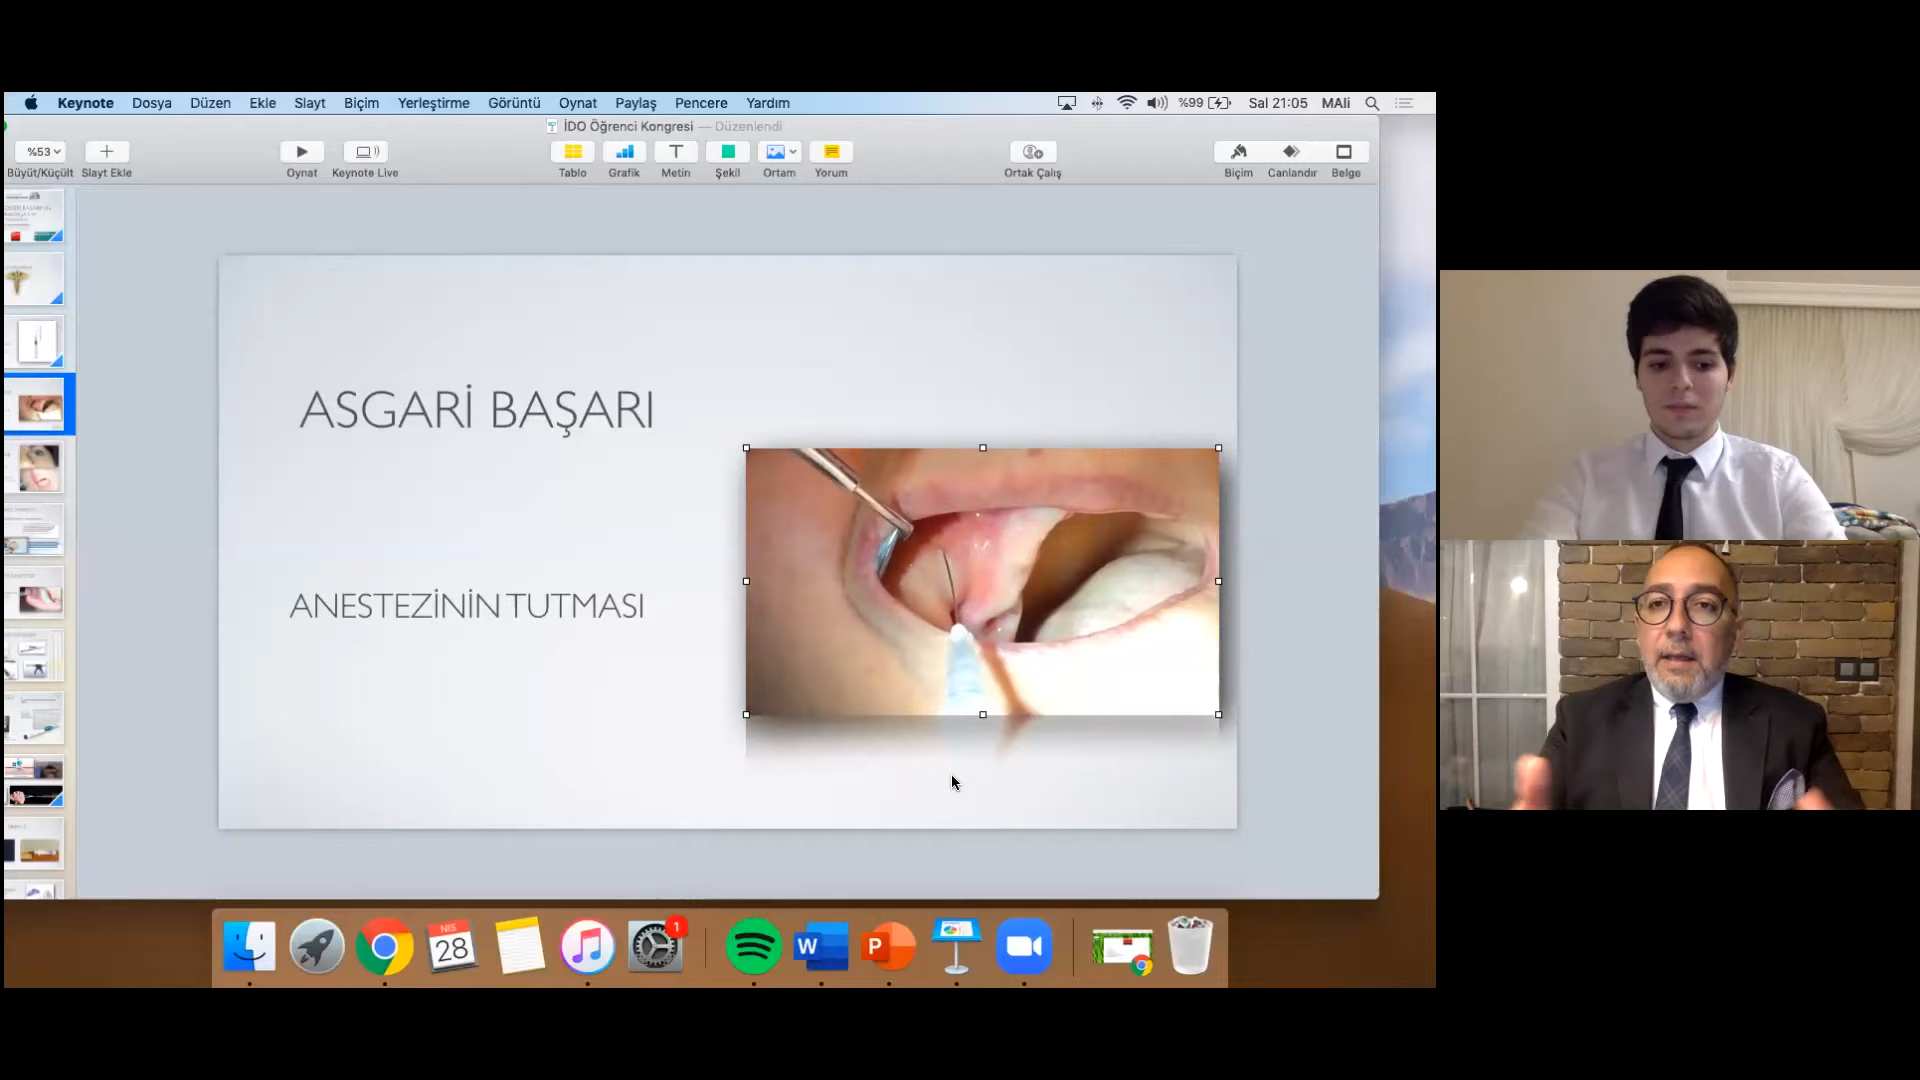 Keynote Dosya Düzen Ekle Slayt Biçim Yerleştirme Görüntü Oynat Paylaş Pencere Yardım %99 Sal 21:05 MAli
İDO Öğrenci Kongresi — Düzenlendi
%53
Büyüt/Küçült Slayt Ekle Oynat Keynote Live Tablo Grafik Metin Şekil Ortam Yorum Ortak Çalış Biçim Canlandır Belge
ASGARİ BAŞARI
ANESTEZİNİN TUTMASI
NIS
28
1
W
P